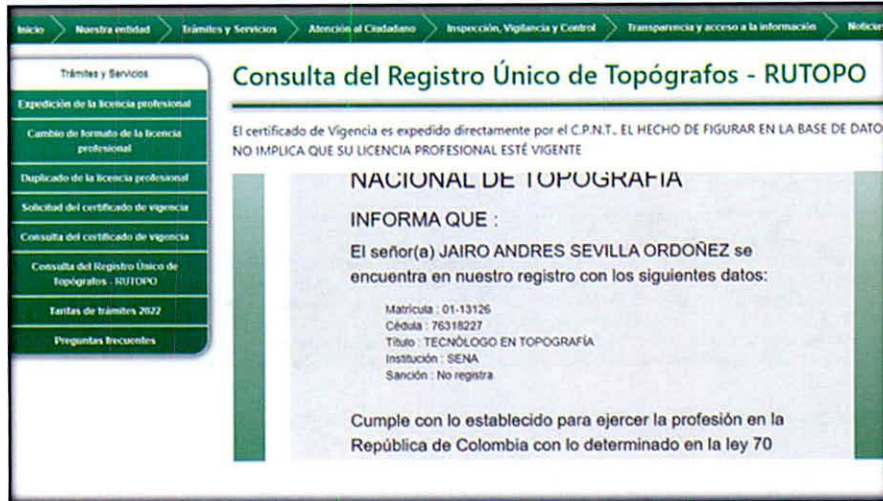 Inicio
Nuestra entidad
Trámites y Servicios
Atención al Ciudadano
Inspección, Vigilancia y Control
Transparencia y acceso a la información
Noticias
Trámites y Servicios
Expedición de la licencia profesional
Cambio de formato de la licencia
profesional
Duplicado de la licencia profesional
Solicitud del certificado de vigencia
Consulta del certificado de vigencia
Consulta del Registro Único de
Topógrafos - RUTOPO
Tarifas de trámites 2022
Preguntas frecuentes
Consulta del Registro Único de Topógrafos - RUTOPO
El certificado de Vigencia es expedido directamente por el C.P.N.T.. EL HECHO DE FIGURAR EN LA BASE DE DATO
NO IMPLICA QUE SU LICENCIA PROFESIONAL ESTÉ VIGENTE
NACIONAL DE TOPOGRAFIA
INFORMA QUE :
El señor(a) JAIRO ANDRES SEVILLA ORDOÑEZ se
encuentra en nuestro registro con los siguientes datos:
Matricula : 01-13126
Cédula : 76318227
Titulo : TECNÓLOGO EN TOPOGRAFÍA
Institución : SENA
Sanción : No registra
Cumple con lo establecido para ejercer la profesión en la
República de Colombia con lo determinado en la ley 70